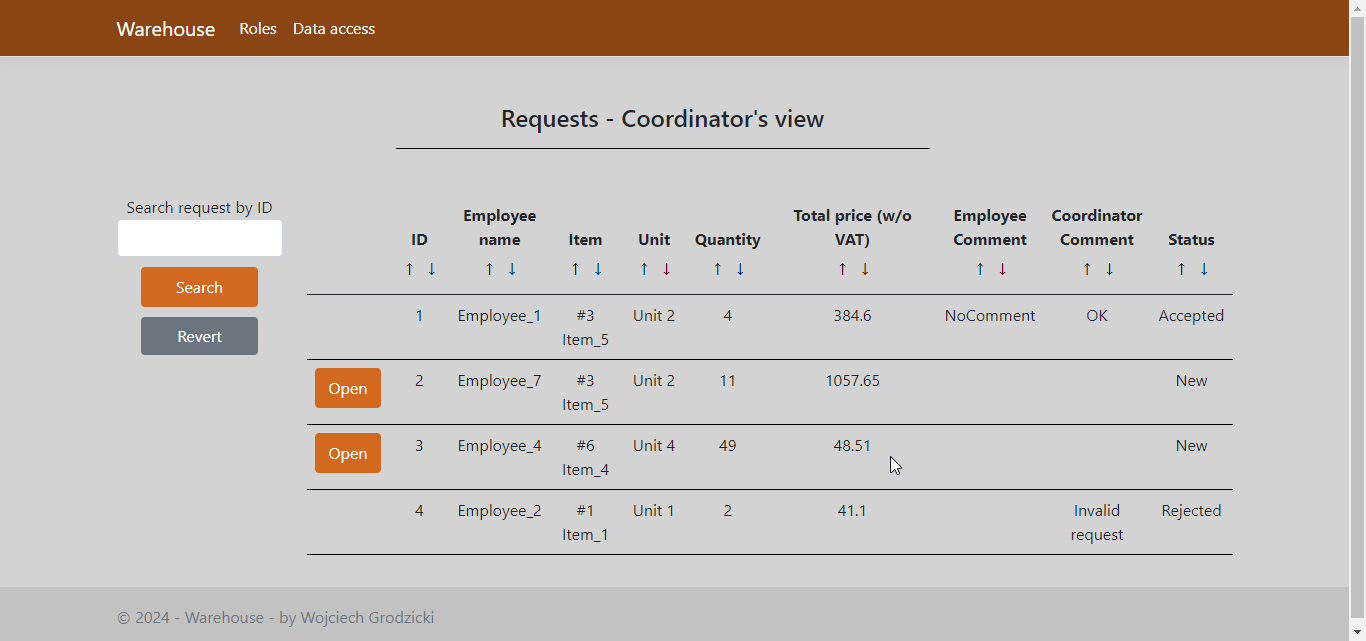 Warehouse Roles Data access
Requests - Coordinator's view
Search request by ID
Search
Revert
ID Employee name Item Unit Quantity Total price (w/o VAT) Employee Comment Coordinator Comment Status
↑ ↓ ↑ ↓ ↑ ↓ ↑ ↓ ↑ ↓ ↑ ↓ ↑ ↓ ↑ ↓ ↑ ↓
1 Employee_1 #3 Item_5 Unit 2 4 384.6 NoComment OK Accepted
Open 2 Employee_7 #3 Item_5 Unit 2 11 1057.65 New
Open 3 Employee_4 #6 Item_4 Unit 4 49 48.51 New
4 Employee_2 #1 Item_1 Unit 1 2 41.1 Invalid request Rejected
© 2024 - Warehouse - by Wojciech Grodzicki